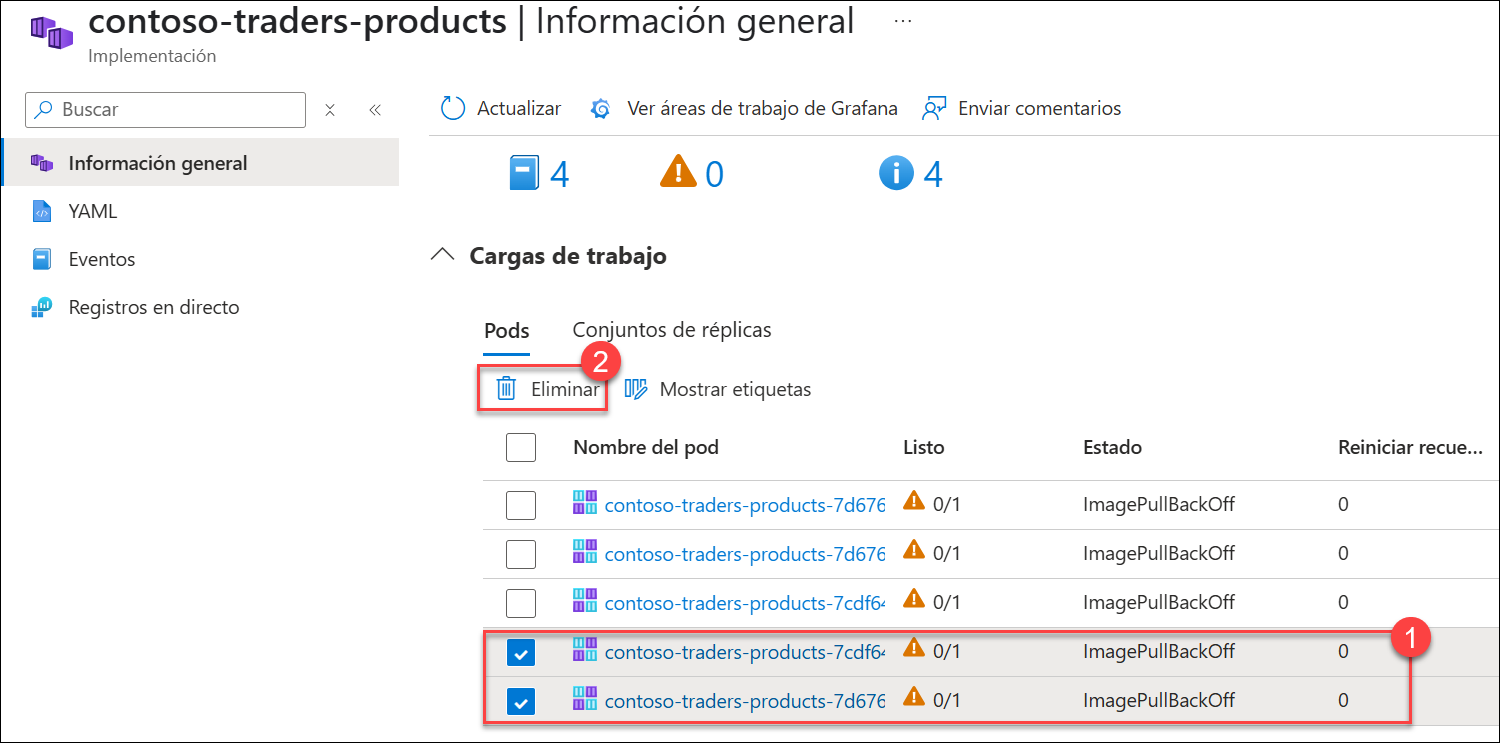 contoso-traders-products | Información general ...
Implementación
Buscar
Actualizar Ver áreas de trabajo de Grafana Enviar comentarios
Información general
4 0 4
YAML
Eventos
Cargas de trabajo
Registros en directo
Pods Conjuntos de réplicas
2
Eliminar Mostrar etiquetas
Nombre del pod Listo Estado Reiniciar recue...
contoso-traders-products-7d676 0/1 ImagePullBackOff 0
contoso-traders-products-7d676 0/1 ImagePullBackOff 0
contoso-traders-products-7cdf64 0/1 ImagePullBackOff 0
1
contoso-traders-products-7cdf64 0/1 ImagePullBackOff 0
contoso-traders-products-7d676 0/1 ImagePullBackOff 0